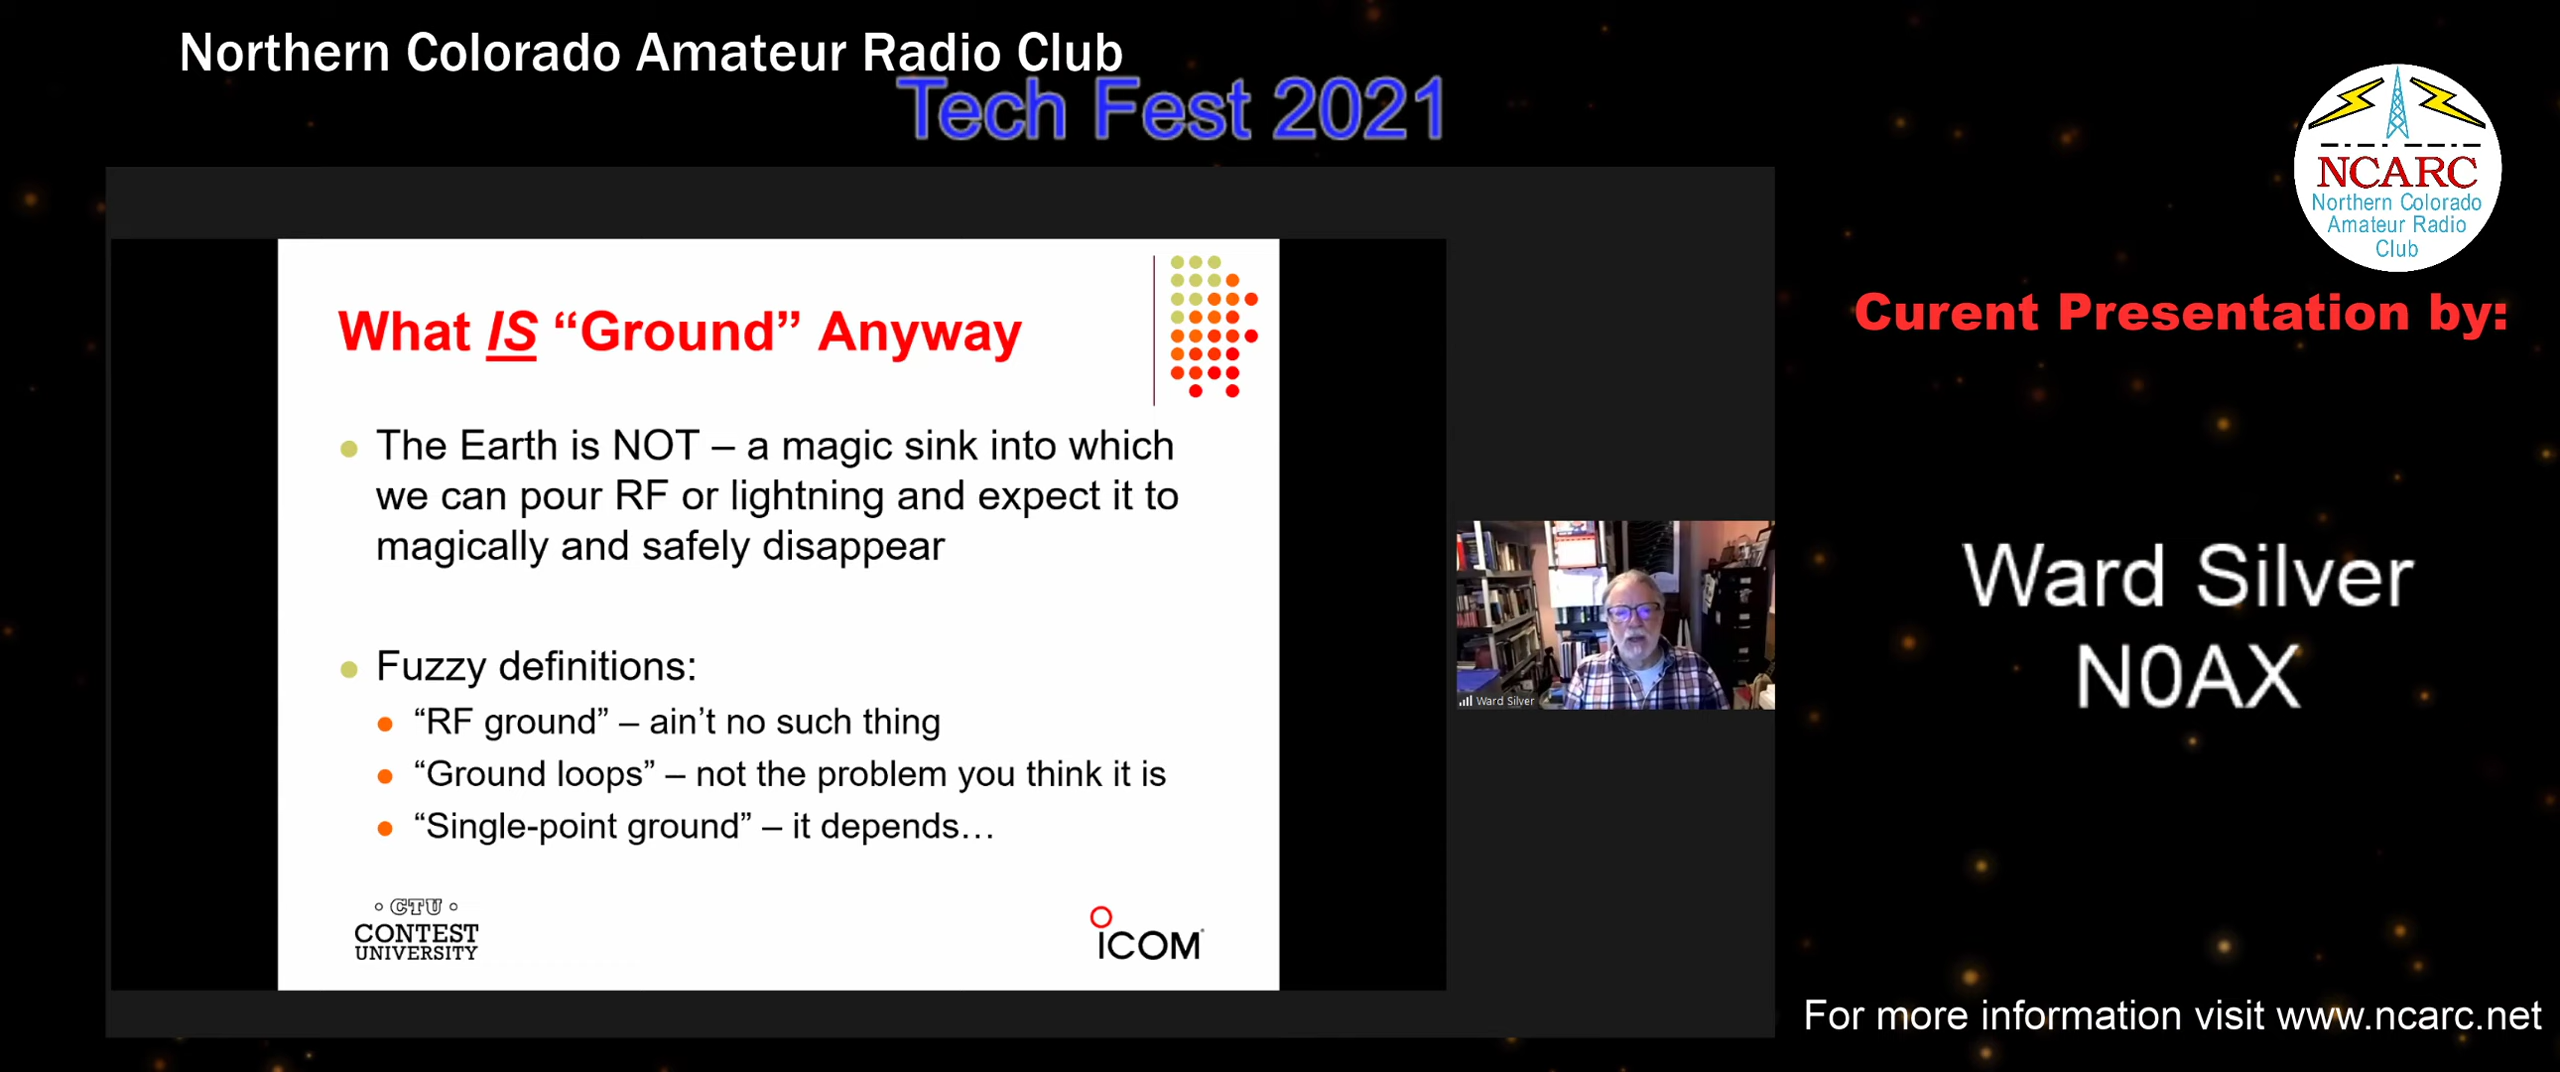 Northern Colorado Amateur Radio Club
Tech Fest 2021
NCARC
Northern Colorado
Amateur Radio
Club
Curent Presentation by:
What IS “Ground” Anyway
The Earth is NOT – a magic sink into which
we can pour RF or lightning and expect it to
magically and safely disappear
Fuzzy definitions:
“RF ground” – ain’t no such thing
“Ground loops” – not the problem you think it is
“Single-point ground” – it depends…
CTU
CONTEST
UNIVERSITY
ICOM
Ward Silver
Ward Silver
N0AX
For more information visit www.ncarc.net